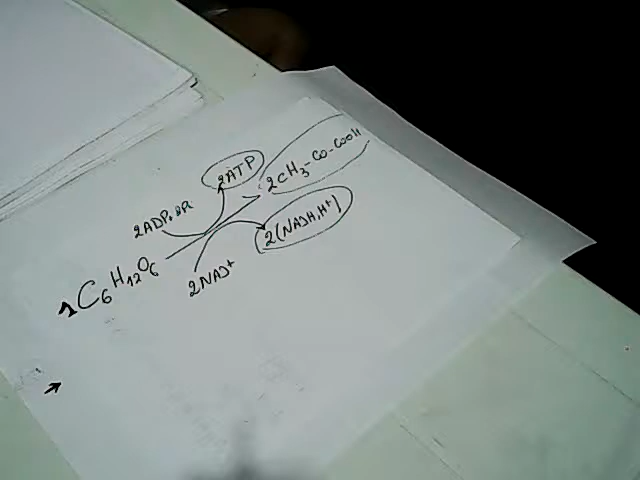 2ATP
2CH3-CO-COOH
2ADP+2Pi
2(NADH,H+)
1C6H12O6
2NAD+